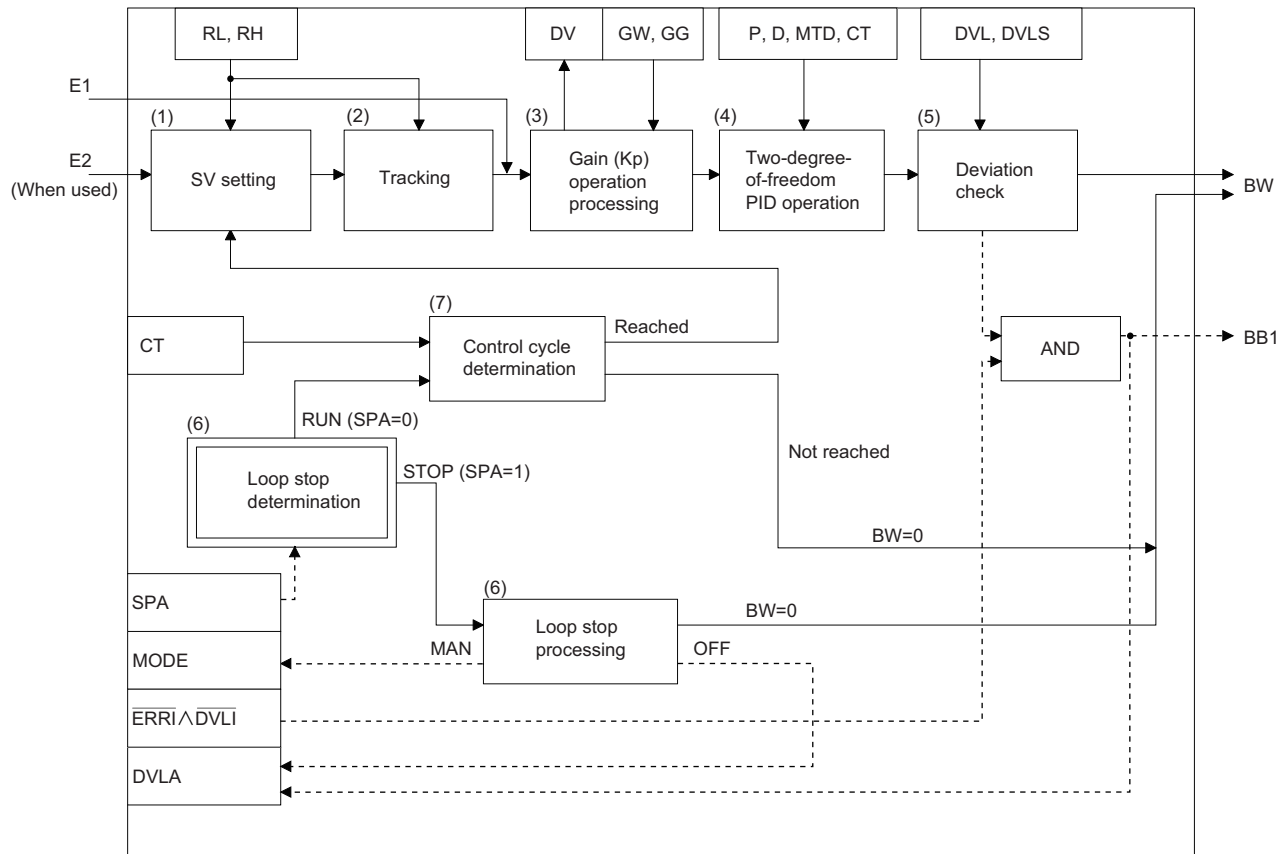 RL, RH
DV
GW, GG
P, D, MTD, CT
DVL, DVLS
E1
(1)
(2)
(3)
(4)
(5)
E2
(When used)
SV setting
Tracking
Gain (Kp)
operation
processing
Two-degree-
of-freedom
PID operation
Deviation
check
BW
(7)
CT
Control cycle
determination
Reached
AND
BB1
RUN (SPA=0)
(6)
Loop stop
determination
STOP (SPA=1)
Not reached
BW=0
SPA
(6)
Loop stop
processing
BW=0
MODE
MAN
OFF
E̅R̅R̅I̅∧D̅V̅L̅I̅
DVLA